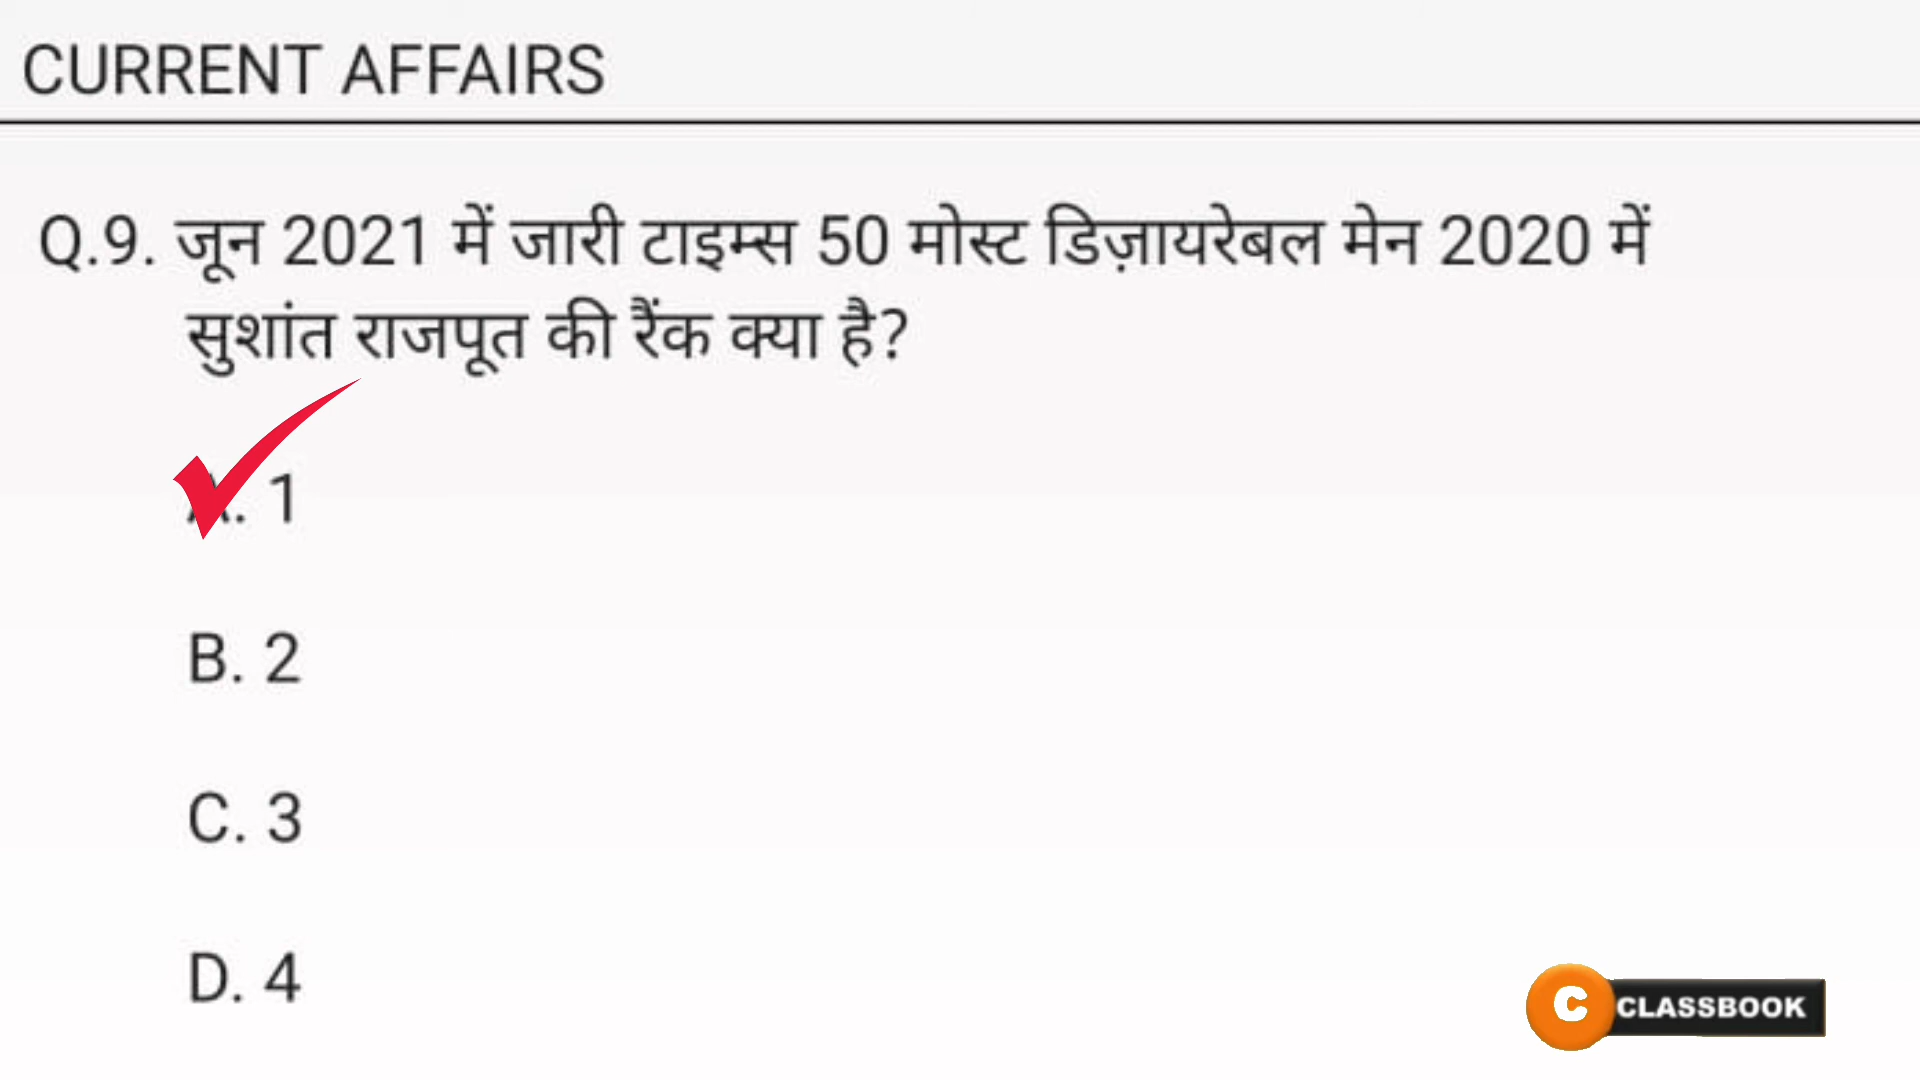 CURRENT AFFAIRS
Q.9. जून 2021 में जारी टाइम्स 50 मोस्ट डिज़ायरेबल मेन 2020 में
सुशांत राजपूत की रैंक क्या है?
A. 1
B. 2
C. 3
D. 4
C CLASSBOOK